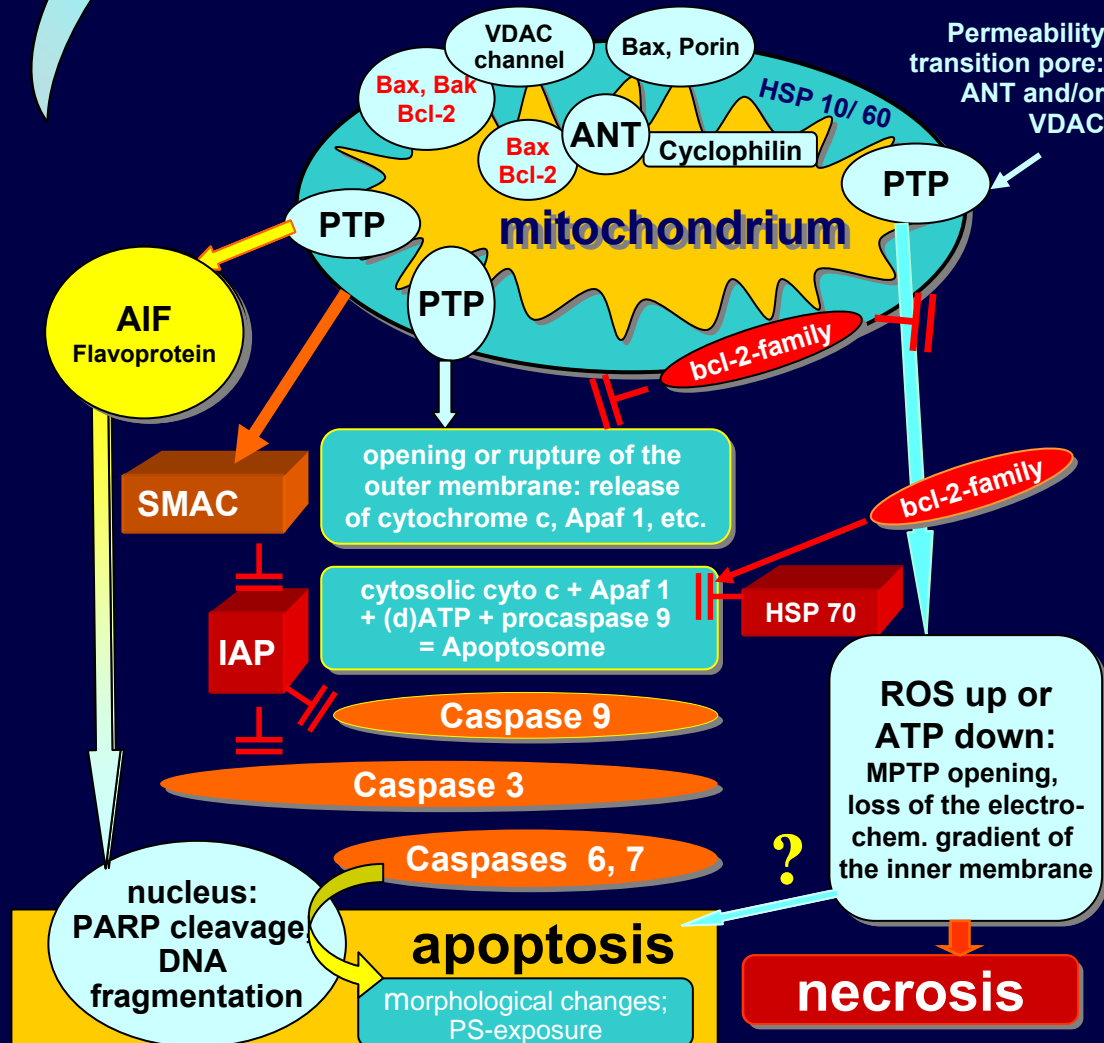 VDAC
channel
Bax, Porin
Permeability
transition pore:
ANT and/or
VDAC
Bax, Bak
Bcl-2
HSP 10/ 60
Bax
Bcl-2
ANT
Cyclophilin
PTP
PTP
mitochondrium
PTP
AIF
Flavoprotein
bcl-2-family
opening or rupture of the
outer membrane: release
of cytochrome c, Apaf 1, etc.
SMAC
bcl-2-family
cytosolic cyto c + Apaf 1
+ (d)ATP + procaspase 9
= Apoptosome
HSP 70
IAP
Caspase 9
ROS up or
ATP down:
MPTP opening,
loss of the electro-
chem. gradient of
the inner membrane
Caspase 3
Caspases 6, 7
?
nucleus:
PARP cleavage,
DNA
fragmentation
apoptosis
morphological changes;
PS-exposure
necrosis